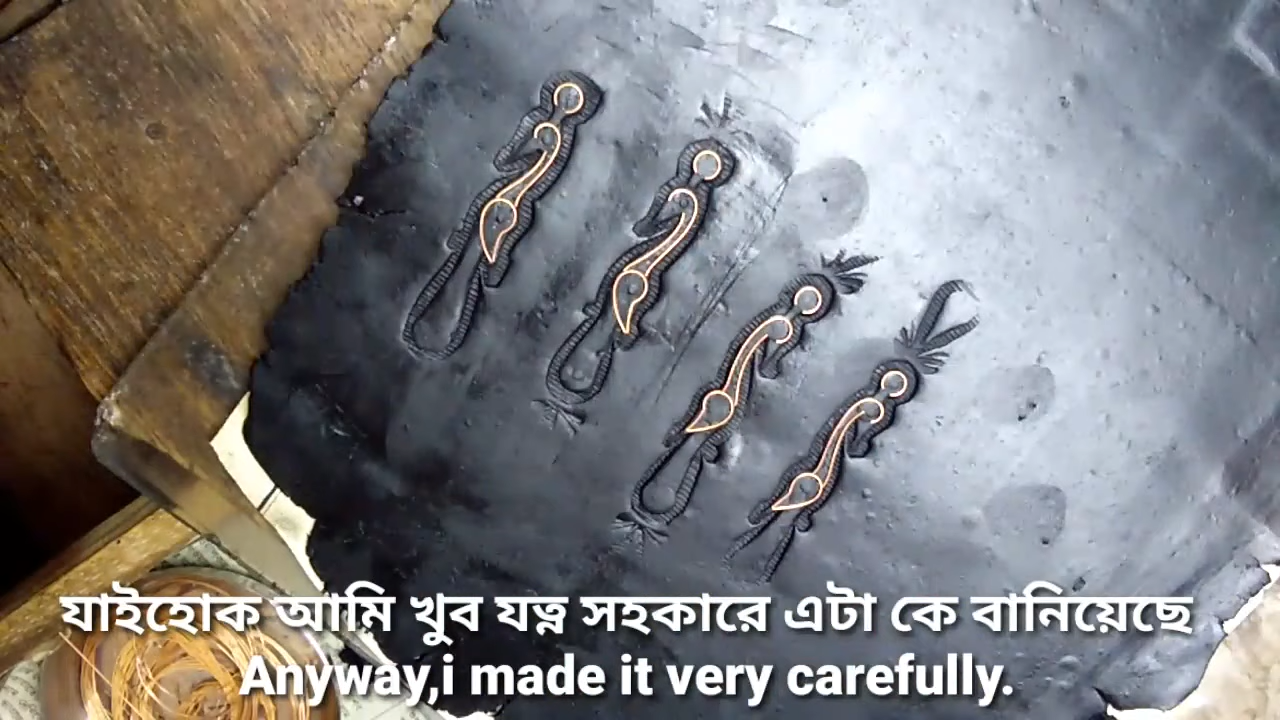 যাইহোক আমি খুব যত্ন সহকারে এটা কে বানিয়েছে
Anyway,i made it very carefully.